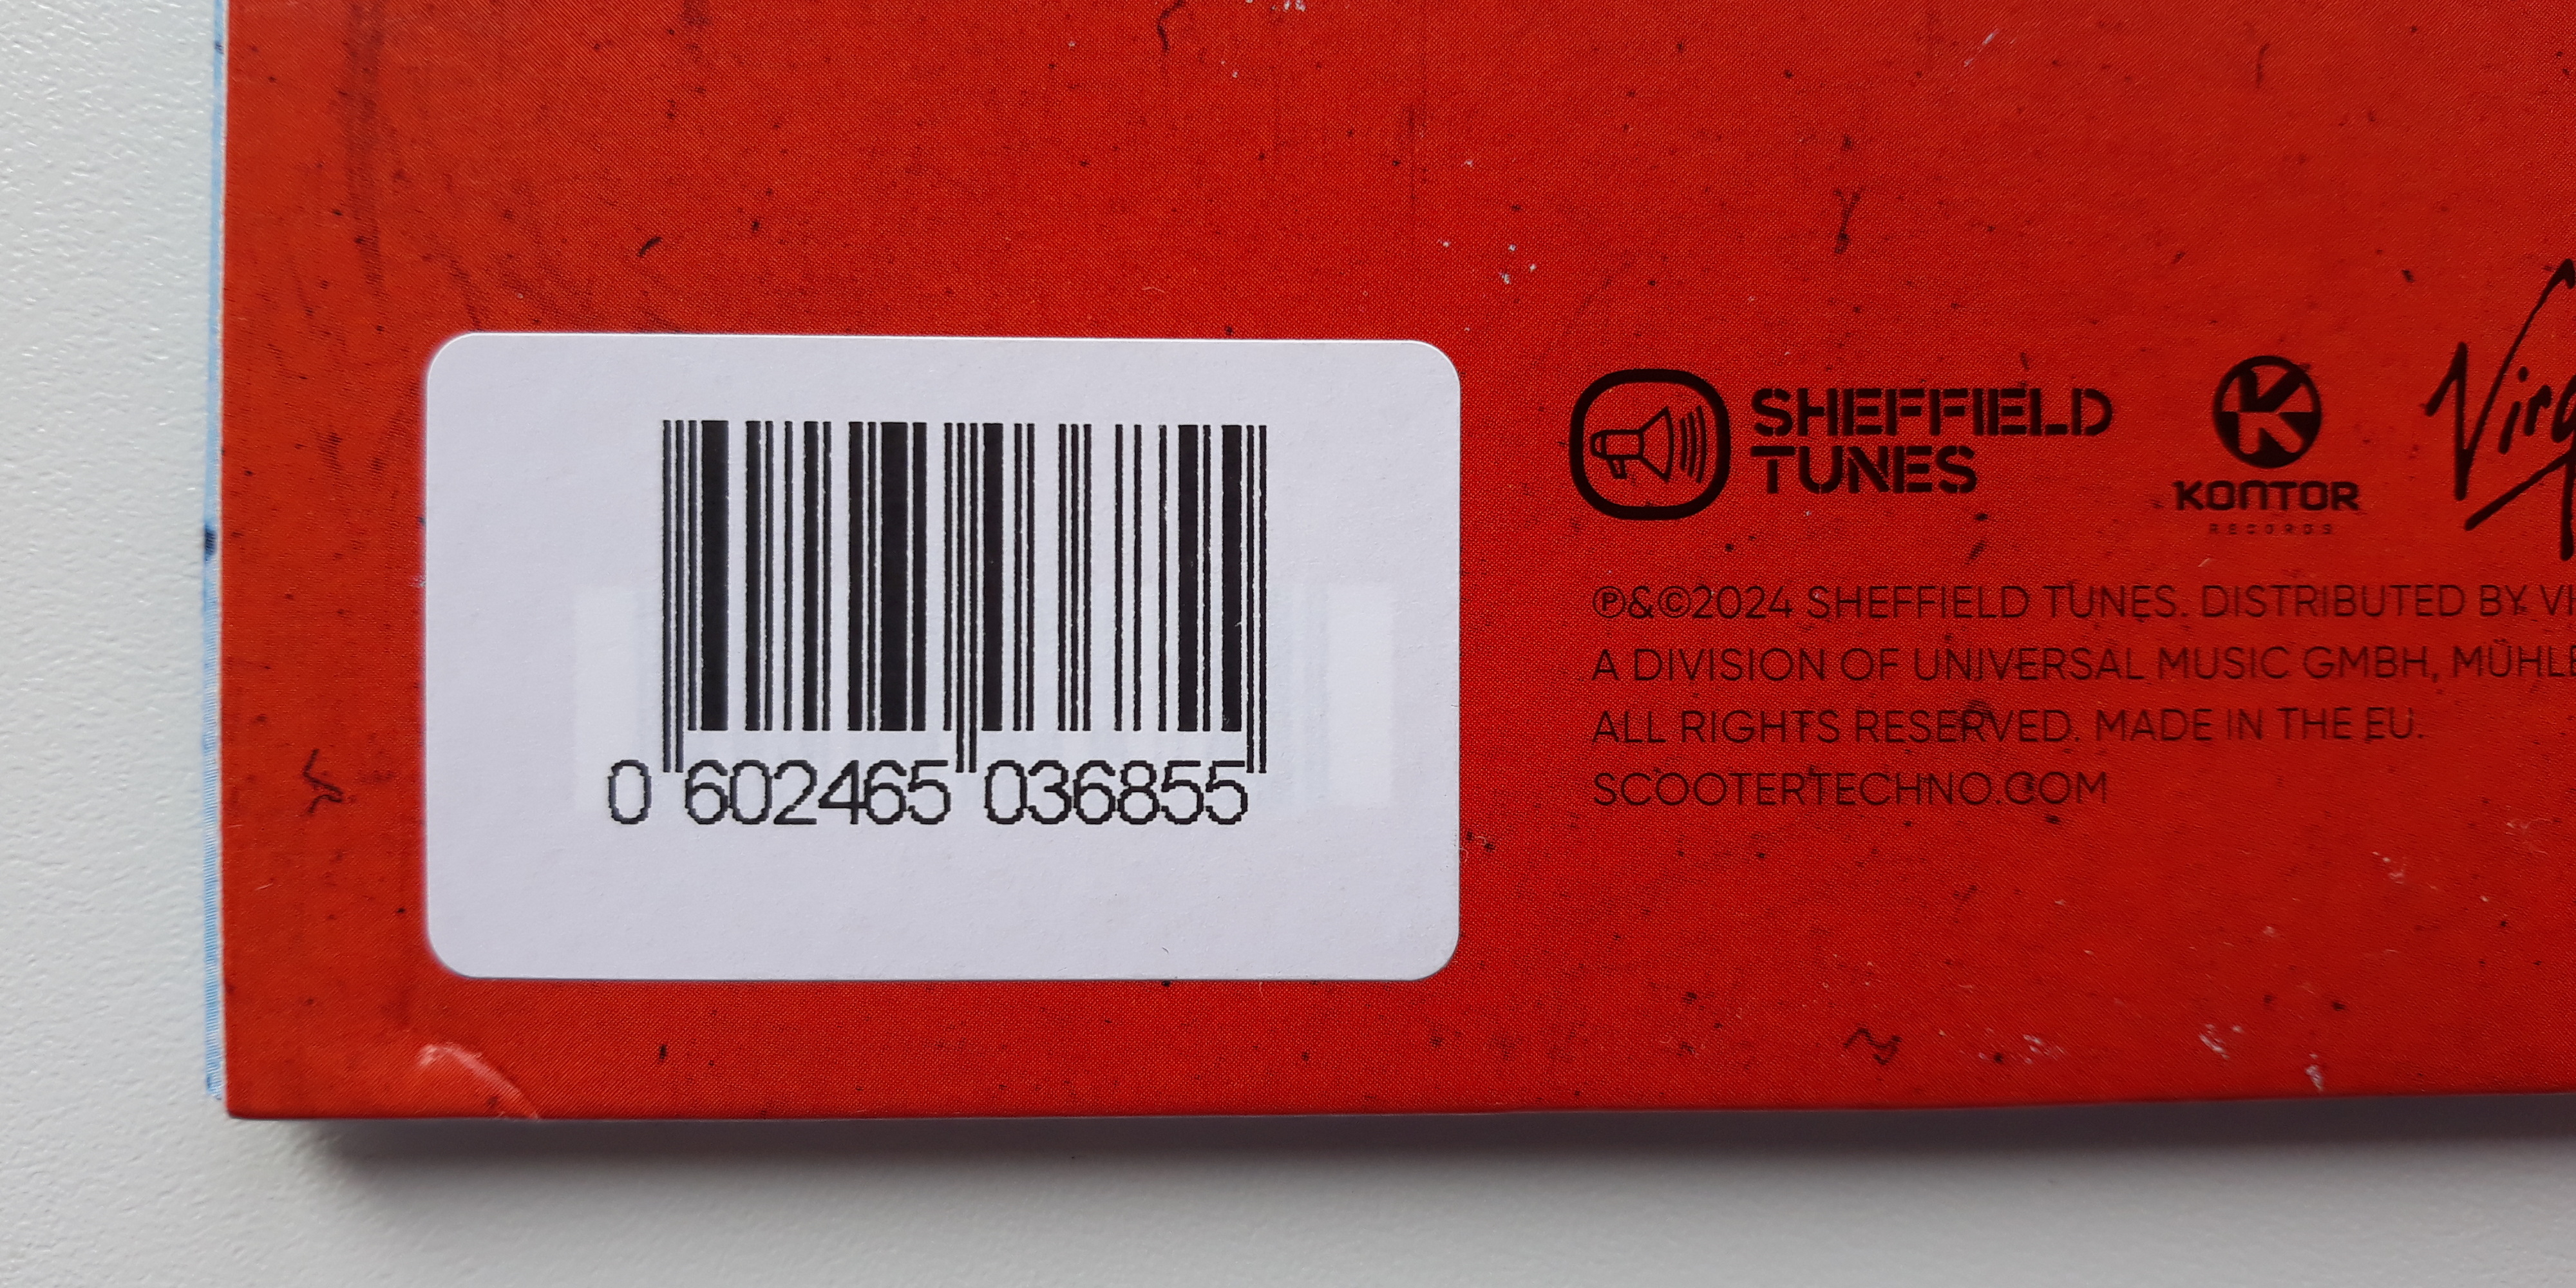 SHEFFIELD
TUNES
KONTOR
RECORDS
℗&©2024 SHEFFIELD TUNES. DISTRIBUTED BY
A DIVISION OF UNIVERSAL MUSIC GMBH,
ALL RIGHTS RESERVED. MADE IN THE EU.
SCOOTERTECHNO.COM
0 602465 036855